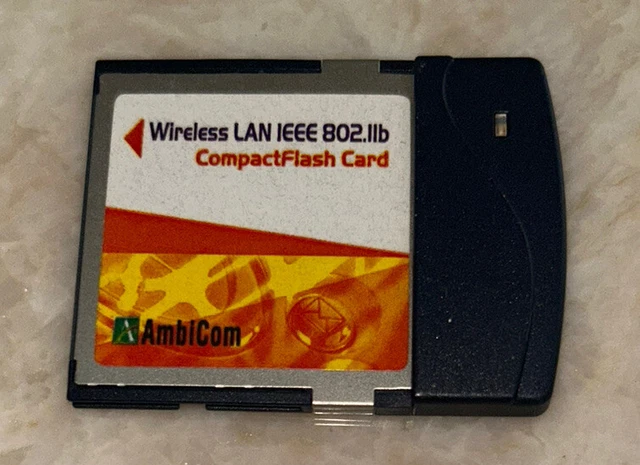 Wireless LAN IEEE 802.11b
CompactFlash Card
AmbiCom